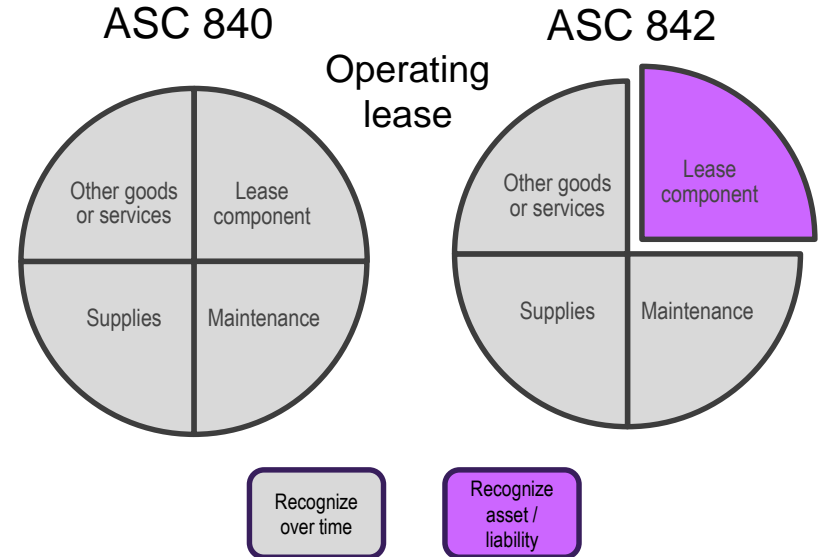 ASC 840
ASC 842
Operating
lease
Other goods
or services
Lease
component
Supplies
Maintenance
Other goods
or services
Lease
component
Supplies
Maintenance
Recognize
over time
Recognize
asset /
liability